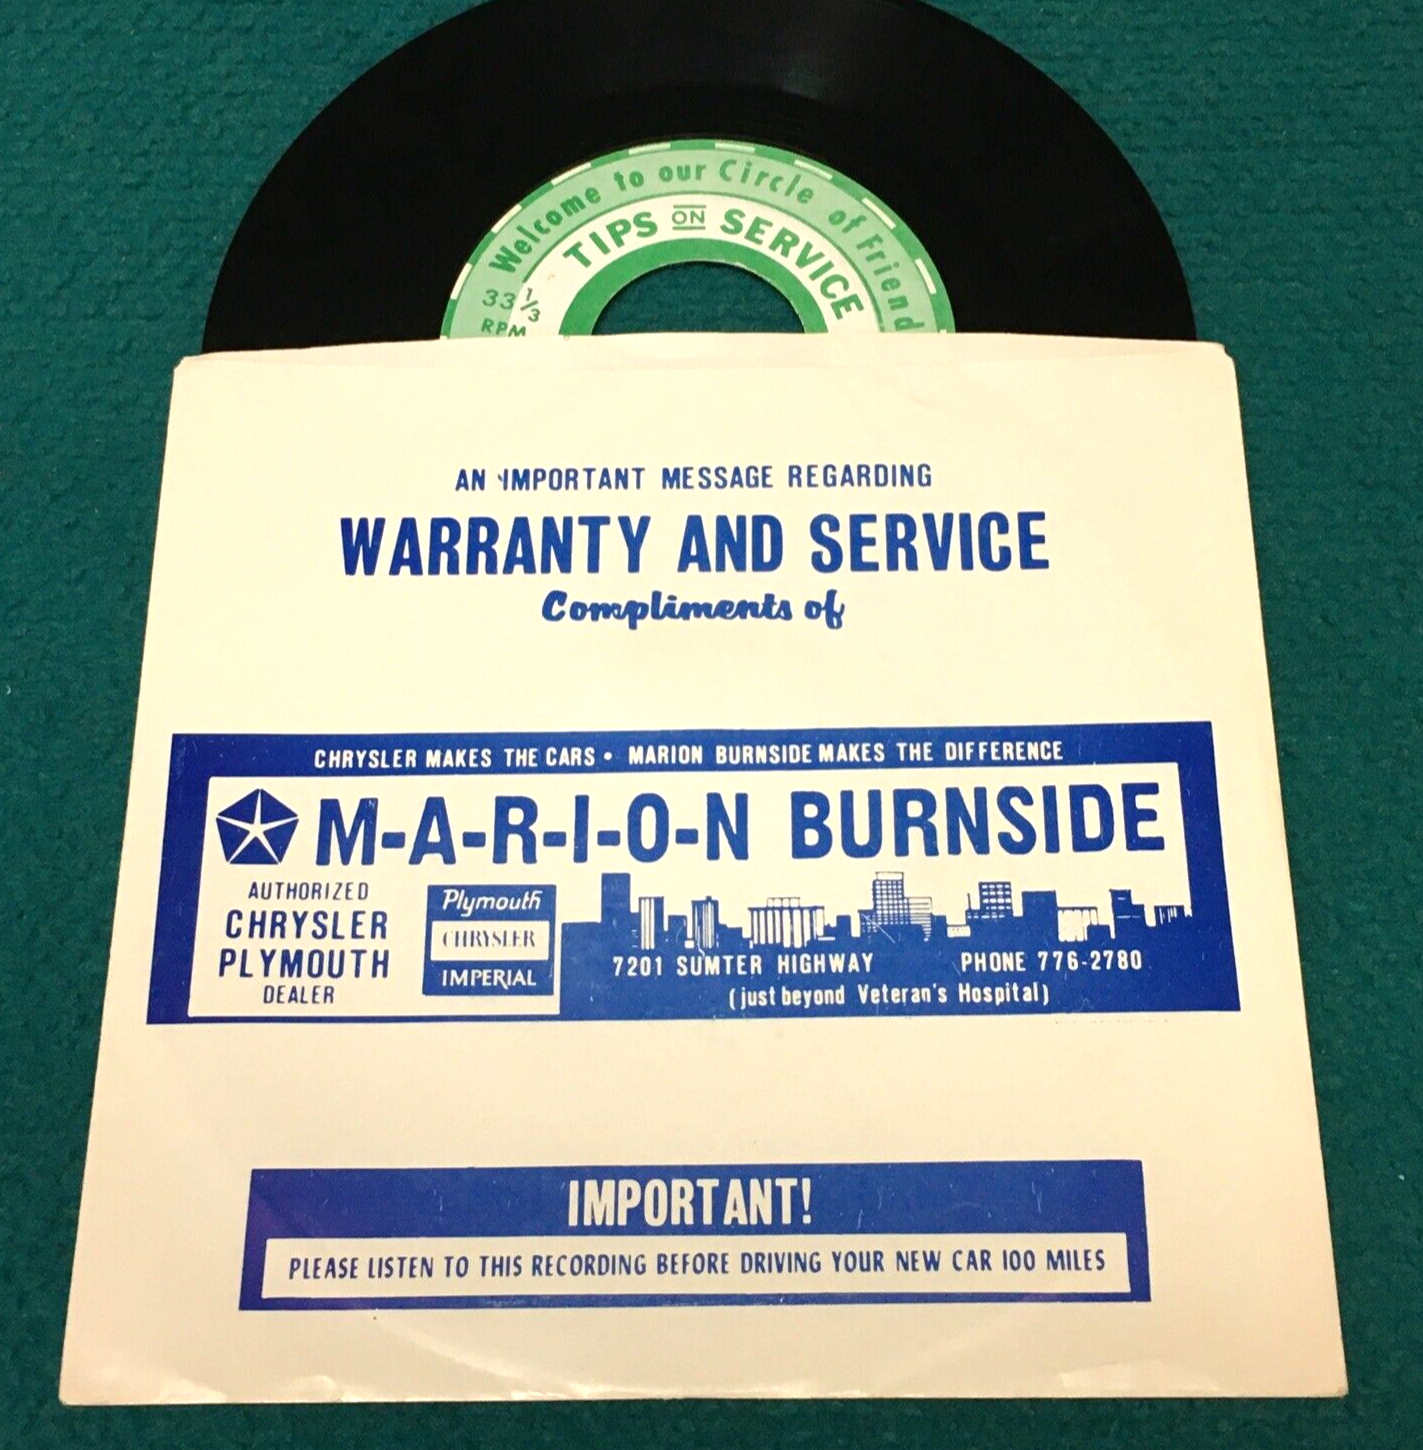 Welcome to our Circle of Friend
TIPS ON SERVICE
33 1/3
RPM
AN IMPORTANT MESSAGE REGARDING
WARRANTY AND SERVICE
Compliments of
CHRYSLER MAKES THE CARS • MARION BURNSIDE MAKES THE DIFFERENCE
M-A-R-I-O-N BURNSIDE
AUTHORIZED
CHRYSLER
PLYMOUTH
DEALER
Plymouth
CHRYSLER
IMPERIAL
7201 SUMTER HIGHWAY PHONE 776-2780
(just beyond Veteran's Hospital)
IMPORTANT!
PLEASE LISTEN TO THIS RECORDING BEFORE DRIVING YOUR NEW CAR 100 MILES